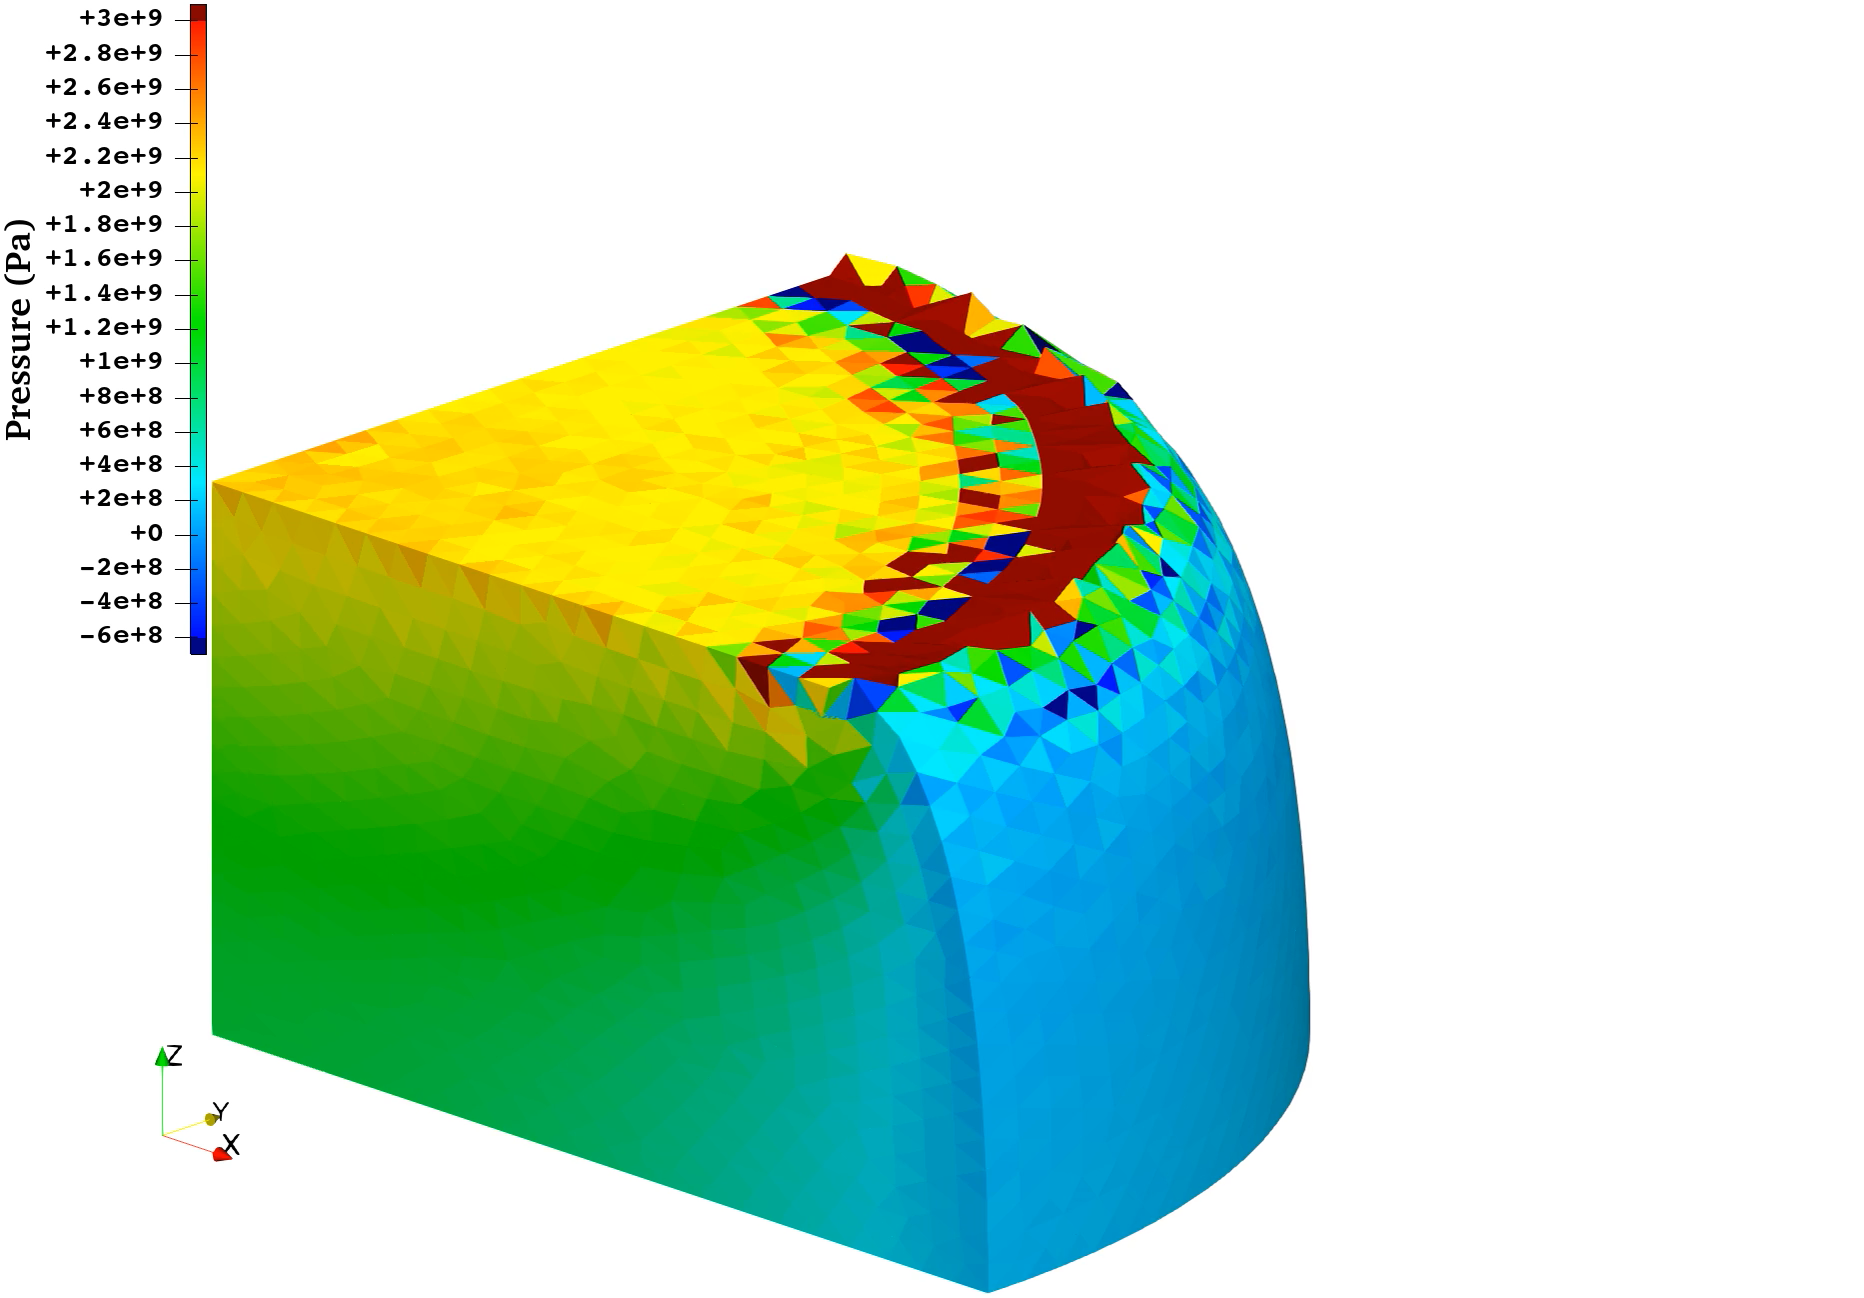 Pressure (Pa)
+3e+9
+2.8e+9
+2.6e+9
+2.4e+9
+2.2e+9
+2e+9
+1.8e+9
+1.6e+9
+1.4e+9
+1.2e+9
+1e+9
+8e+8
+6e+8
+4e+8
+2e+8
+0
-2e+8
-4e+8
-6e+8
Z
Y
X